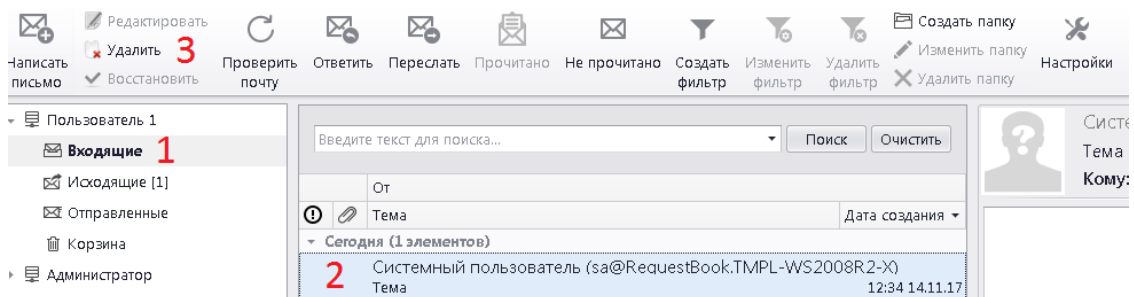 Написать
письмо
Редактировать
Удалить
3
Восстановить
Проверить
почту
Ответить
Переслать
Прочитано
Не прочитано
Создать
фильтр
Изменить
фильтр
Удалить
фильтр
Создать папку
Изменить папку
Удалить папку
Настройки
Пользователь 1
Входящие
1
Исходящие [1]
Отправленные
Корзина
Администратор
Введите текст для поиска...
Поиск
Очистить
От
Тема
Дата создания
Сегодня (1 элементов)
2
Системный пользователь (sa@RequestBook.TMPL-WS2008R2-X)
Тема
12:34 14.11.17
Систе
Тема
Кому: